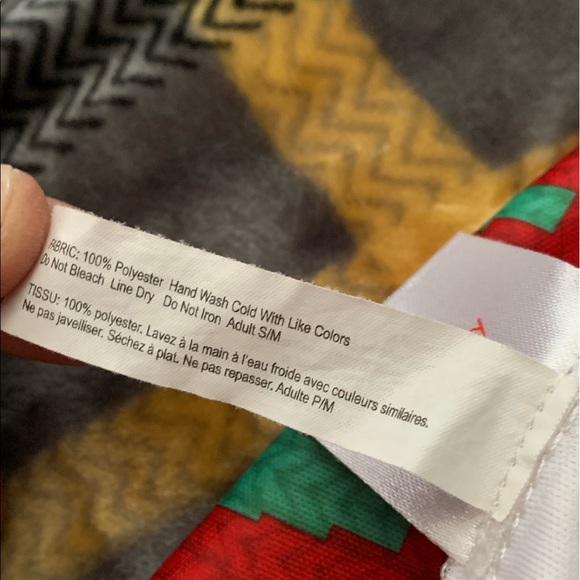 FABRIC: 100% Polyester Hand Wash Cold With Like Colors
Do Not Bleach Line Dry Do Not Iron Adult S/M
TISSU: 100% polyester. Lavez à la main à l'eau froide avec couleurs similaires.
Ne pas javelliser. Séchez à plat. Ne pas repasser. Adulte P/M